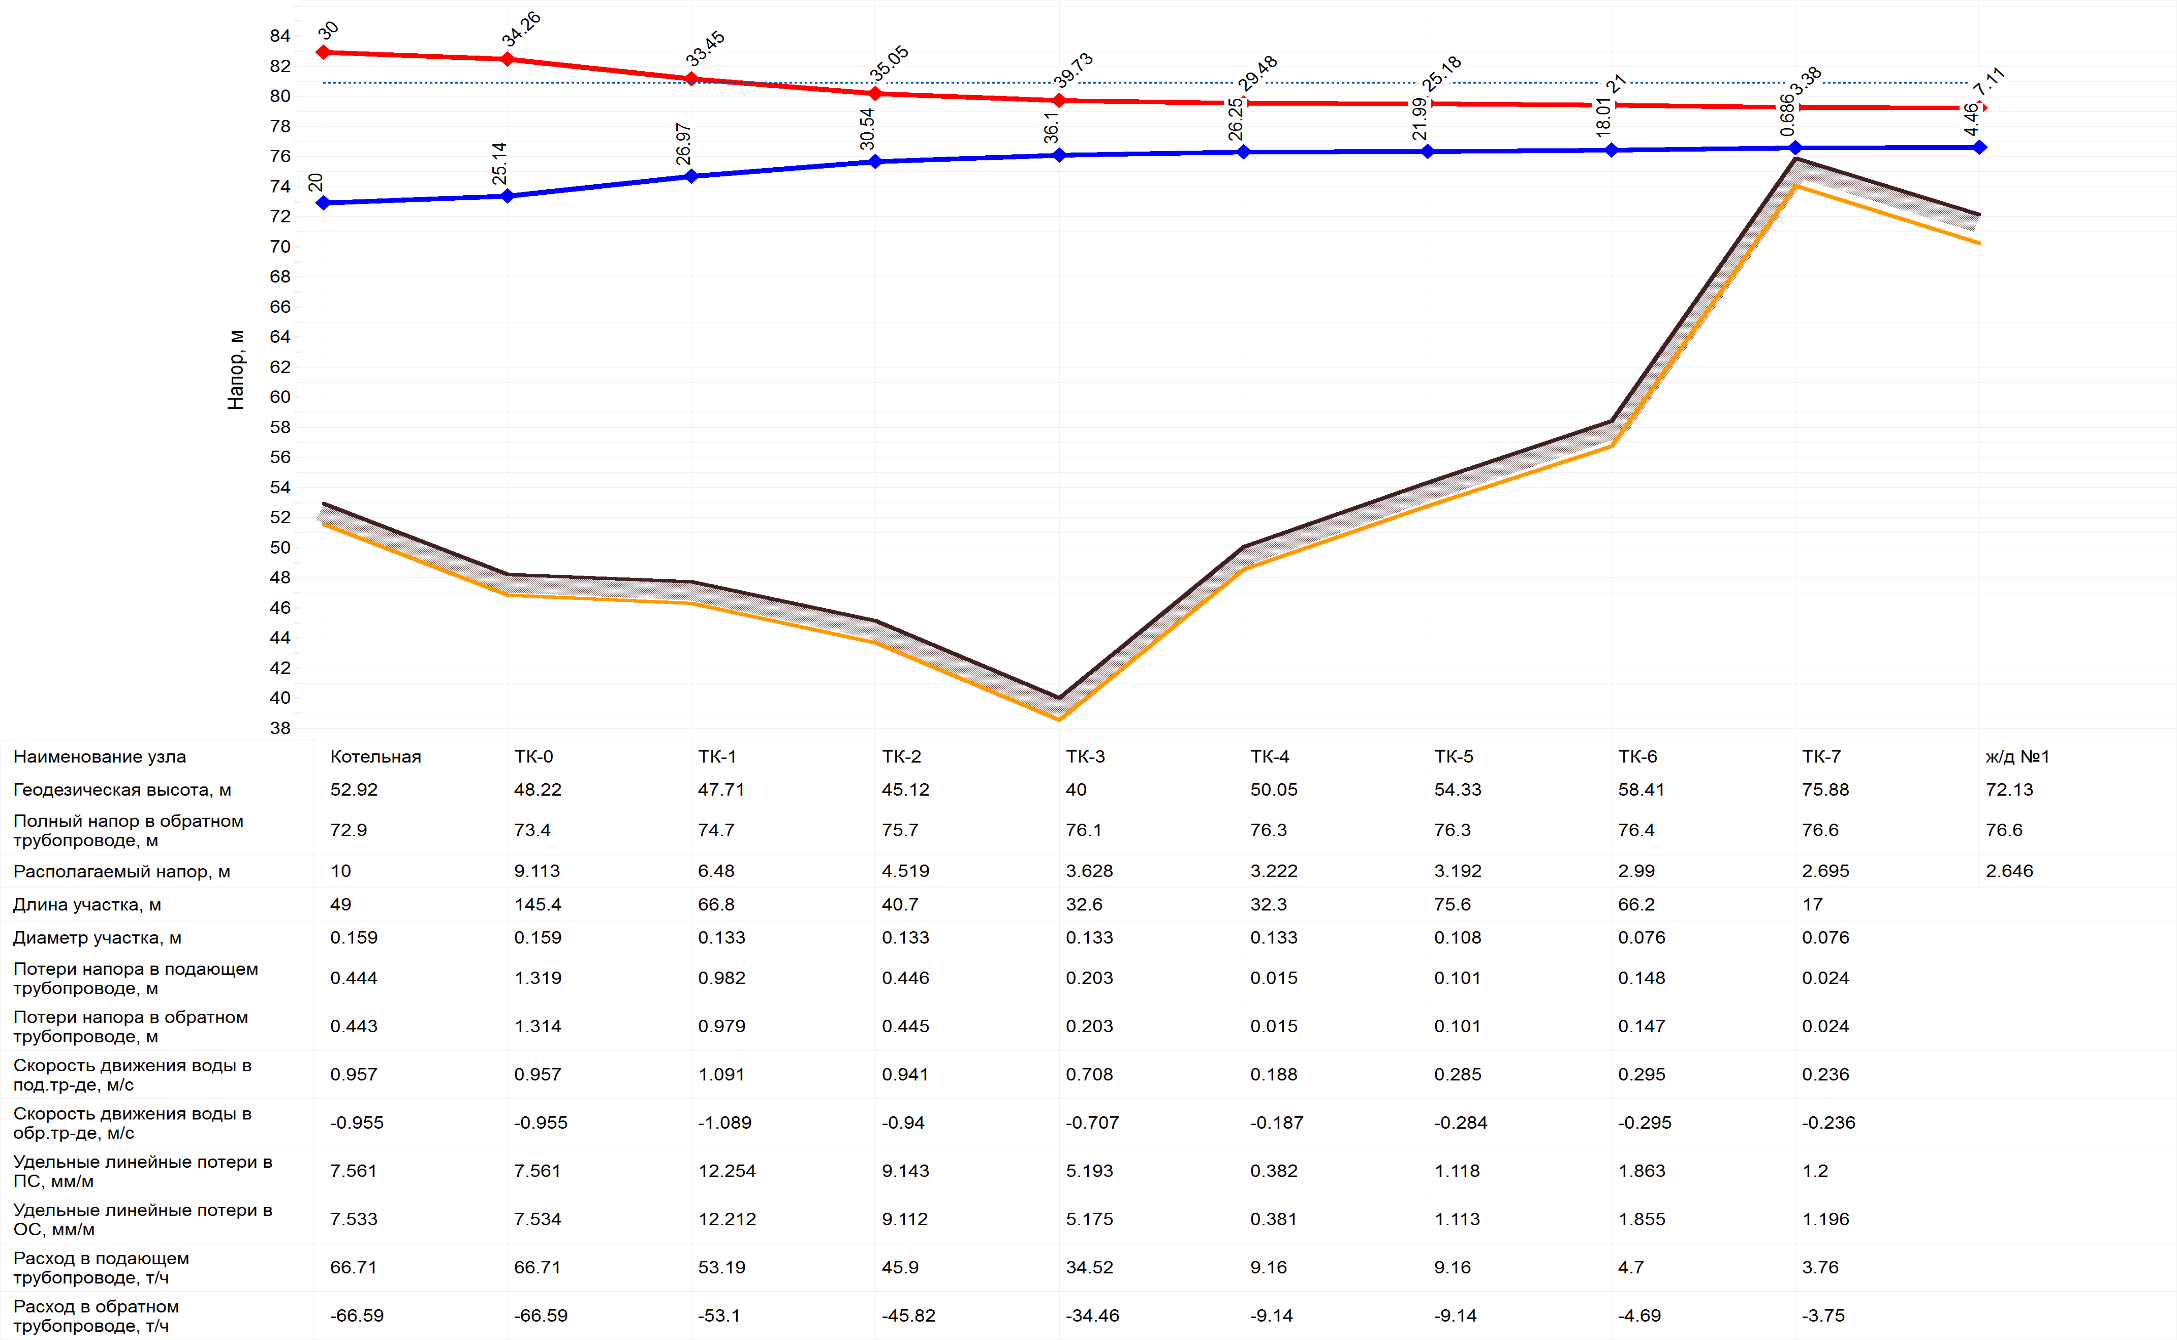 30
34.26
33.45
35.05
39.73
29.48
25.18
21
3.38
7.11
20
25.14
26.97
30.54
36.1
26.25
21.99
18.01
0.686
4.46
Напор, м
84
82
80
78
76
74
72
70
68
66
64
62
60
58
56
54
52
50
48
46
44
42
40
38
Наименование узла Котельная ТК-0 ТК-1 ТК-2 ТК-3 ТК-4 ТК-5 ТК-6 ТК-7 ж/д №1
Геодезическая высота, м 52.92 48.22 47.71 45.12 40 50.05 54.33 58.41 75.88 72.13
Полный напор в обратном
трубопроводе, м 72.9 73.4 74.7 75.7 76.1 76.3 76.3 76.4 76.6 76.6
Располагаемый напор, м 10 9.113 6.48 4.519 3.628 3.222 3.192 2.99 2.695 2.646
Длина участка, м 49 145.4 66.8 40.7 32.6 32.3 75.6 66.2 17
Диаметр участка, м 0.159 0.159 0.133 0.133 0.133 0.133 0.108 0.076 0.076
Потери напора в подающем
трубопроводе, м 0.444 1.319 0.982 0.446 0.203 0.015 0.101 0.148 0.024
Потери напора в обратном
трубопроводе, м 0.443 1.314 0.979 0.445 0.203 0.015 0.101 0.147 0.024
Скорость движения воды в
под.тр-де, м/с 0.957 0.957 1.091 0.941 0.708 0.188 0.285 0.295 0.236
Скорость движения воды в
обр.тр-де, м/с -0.955 -0.955 -1.089 -0.94 -0.707 -0.187 -0.284 -0.295 -0.236
Удельные линейные потери в
ПС, мм/м 7.561 7.561 12.254 9.143 5.193 0.382 1.118 1.863 1.2
Удельные линейные потери в
ОС, мм/м 7.533 7.534 12.212 9.112 5.175 0.381 1.113 1.855 1.196
Расход в подающем
трубопроводе, т/ч 66.71 66.71 53.19 45.9 34.52 9.16 9.16 4.7 3.76
Расход в обратном
трубопроводе, т/ч -66.59 -66.59 -53.1 -45.82 -34.46 -9.14 -9.14 -4.69 -3.75